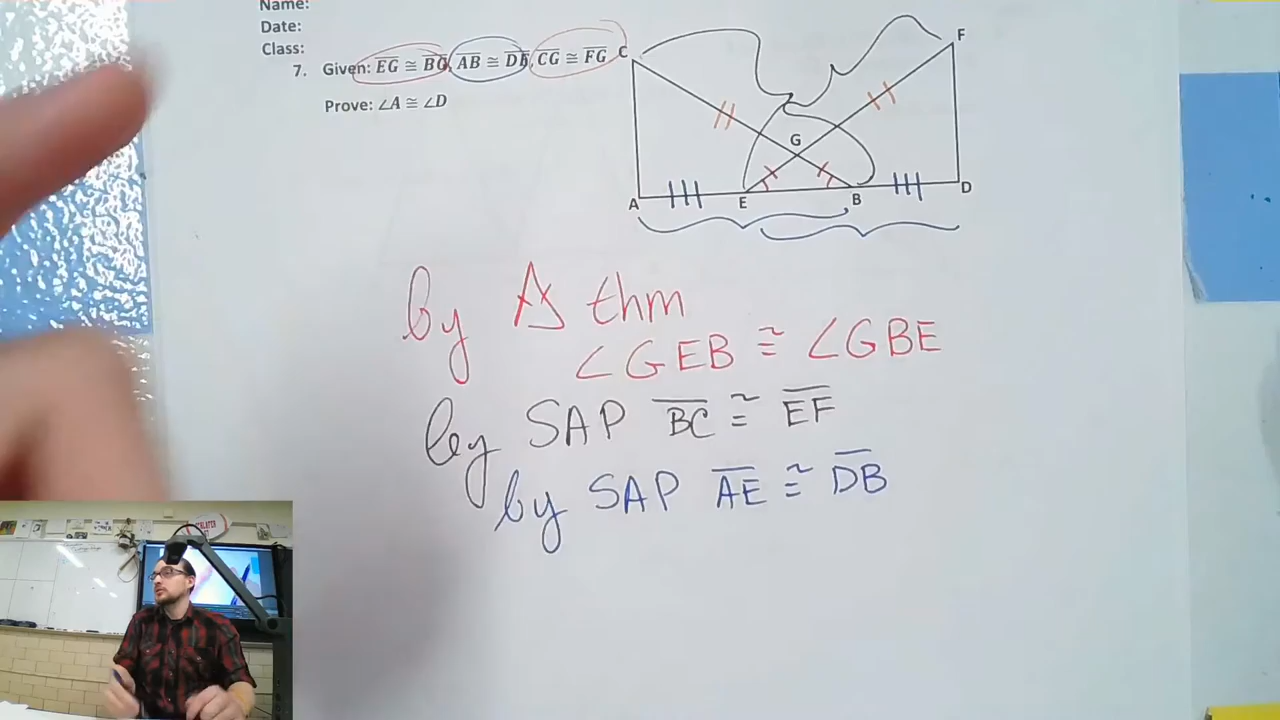 Name:
Date:
Class:
7. Given: EG ≅ BG, AB ≅ DE, CG ≅ FG
Prove: ∠A ≅ ∠D
C
F
G
A
E
B
D
by A thm
∠GEB ≅ ∠GBE
by SAP BC ≅ EF
by SAP AE ≅ DB